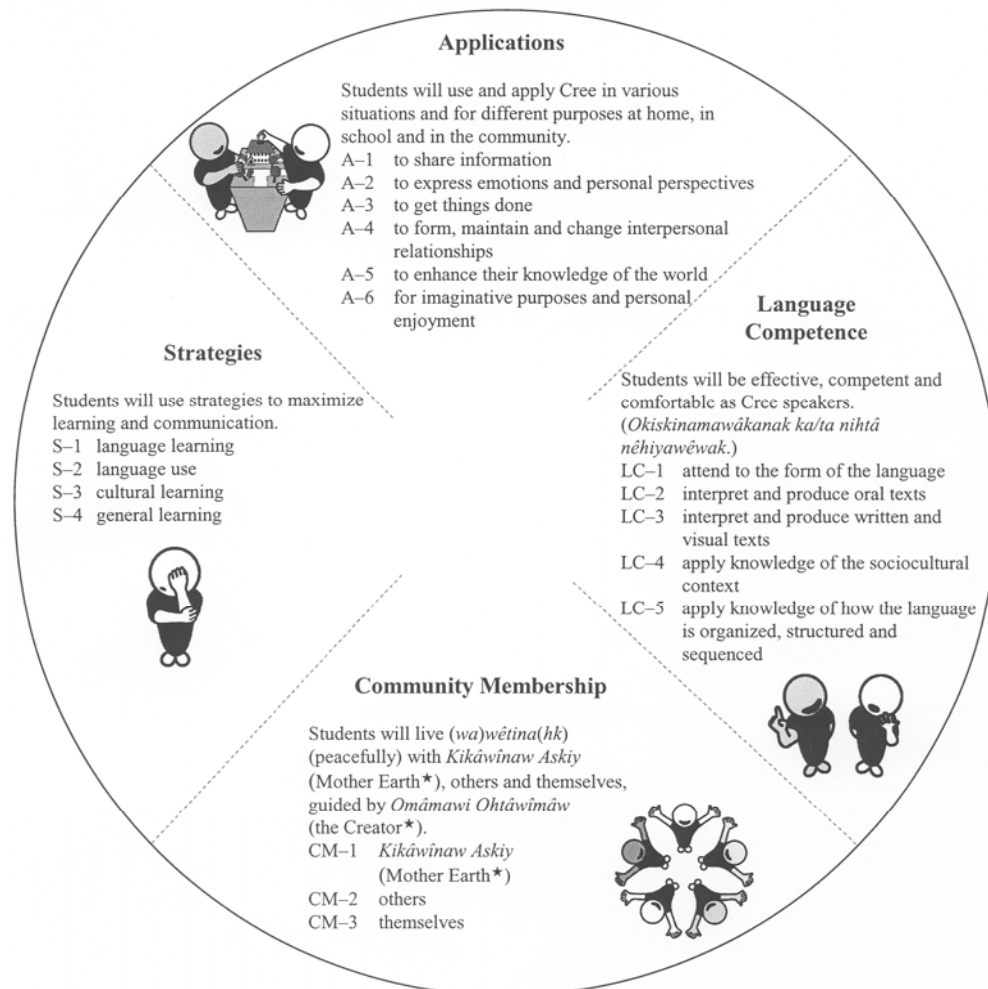 Applications
Students will use and apply Cree in various
situations and for different purposes at home, in
school and in the community.
A–1 to share information
A–2 to express emotions and personal perspectives
A–3 to get things done
A–4 to form, maintain and change interpersonal
relationships
A–5 to enhance their knowledge of the world
A–6 for imaginative purposes and personal
enjoyment
Strategies
Students will use strategies to maximize
learning and communication.
S–1 language learning
S–2 language use
S–3 cultural learning
S–4 general learning
Language
Competence
Students will be effective, competent and
comfortable as Cree speakers.
(Okiskinamawâkanak ka/ta nihtâ
nêhiyawêwak.)
LC–1 attend to the form of the language
LC–2 interpret and produce oral texts
LC–3 interpret and produce written and
visual texts
LC–4 apply knowledge of the sociocultural
context
LC–5 apply knowledge of how the language
is organized, structured and
sequenced
Community Membership
Students will live (wa)wêtina(hk)
(peacefully) with Kikâwînaw Askiy
(Mother Earth★), others and themselves,
guided by Omâmawi Ohtâwîmâw
(the Creator★).
CM–1 Kikâwînaw Askiy
(Mother Earth★)
CM–2 others
CM–3 themselves